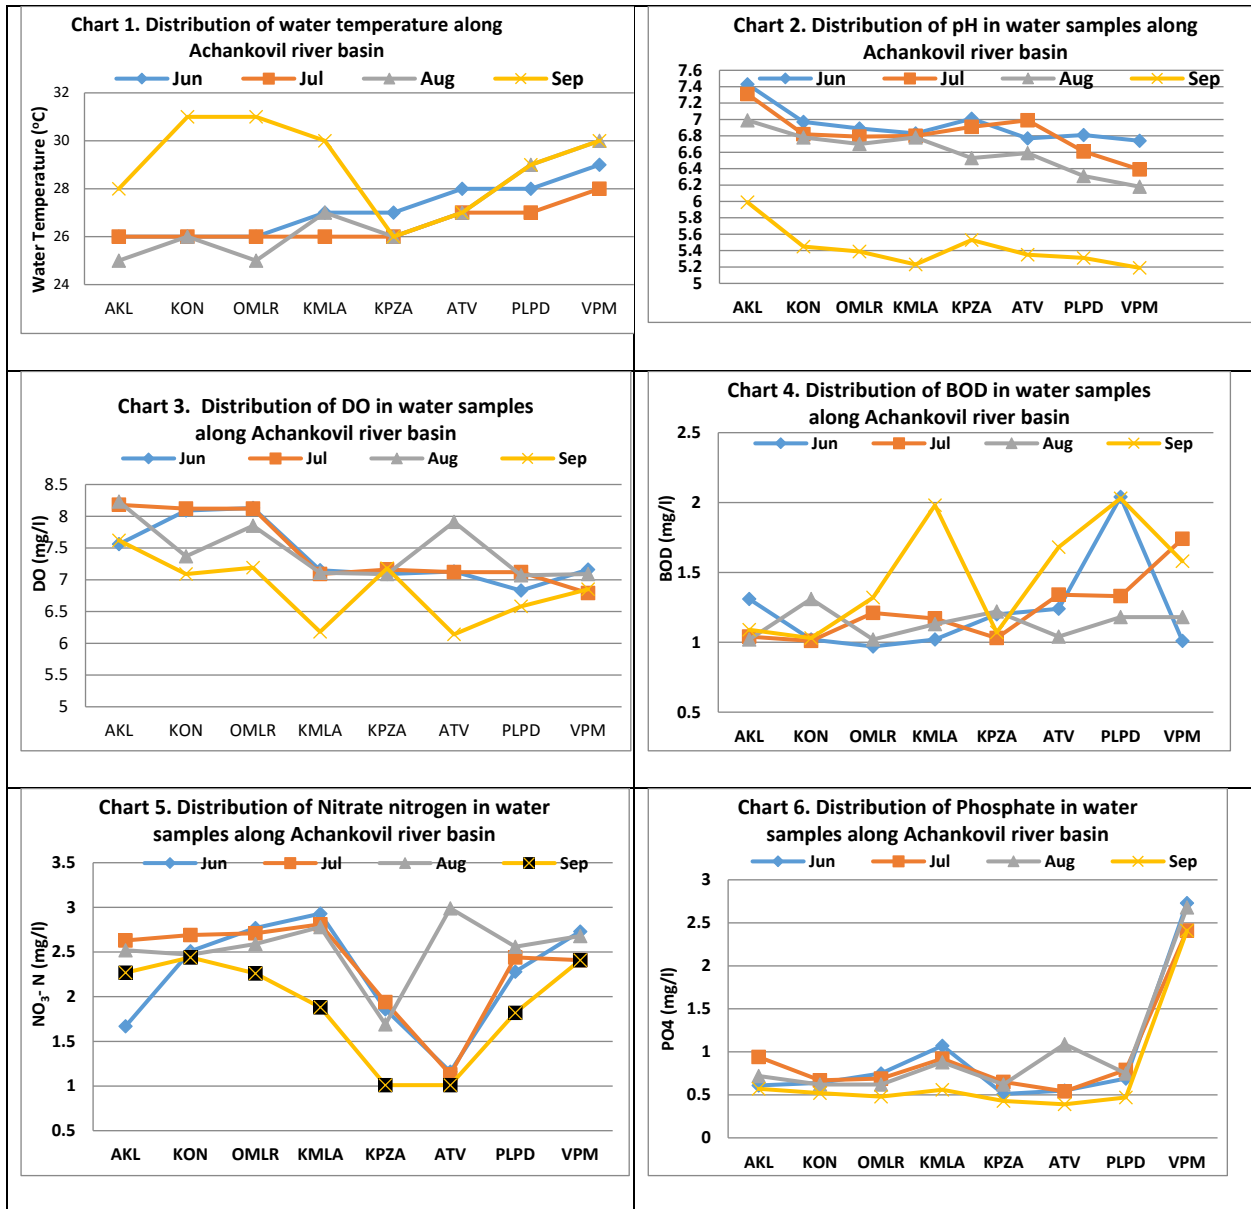 Chart 1. Distribution of water temperature along
Achankovil river basin
Jun Jul Aug Sep
Water Temperature (°C)
32
30
28
26
24
AKL KON OMLR KMLA KPZA ATV PLPD VPM
Chart 2. Distribution of pH in water samples along
Achankovil river basin
Jun Jul Aug Sep
7.6
7.4
7.2
7
6.8
6.6
6.4
6.2
6
5.8
5.6
5.4
5.2
5
AKL KON OMLR KMLA KPZA ATV PLPD VPM
Chart 3. Distribution of DO in water samples
along Achankovil river basin
Jun Jul Aug Sep
DO (mg/l)
8.5
8
7.5
7
6.5
6
5.5
5
AKL KON OMLR KMLA KPZA ATV PLPD VPM
Chart 4. Distribution of BOD in water samples
along Achankovil river basin
Jun Jul Aug Sep
BOD (mg/l)
2.5
2
1.5
1
0.5
AKL KON OMLR KMLA KPZA ATV PLPD VPM
Chart 5. Distribution of Nitrate nitrogen in water
samples along Achankovil river basin
Jun Jul Aug Sep
NO₃- N (mg/l)
3.5
3
2.5
2
1.5
1
0.5
AKL KON OMLR KMLA KPZA ATV PLPD VPM
Chart 6. Distribution of Phosphate in water
samples along Achankovil river basin
Jun Jul Aug Sep
PO4 (mg/l)
3
2.5
2
1.5
1
0.5
0
AKL KON OMLR KMLA KPZA ATV PLPD VPM